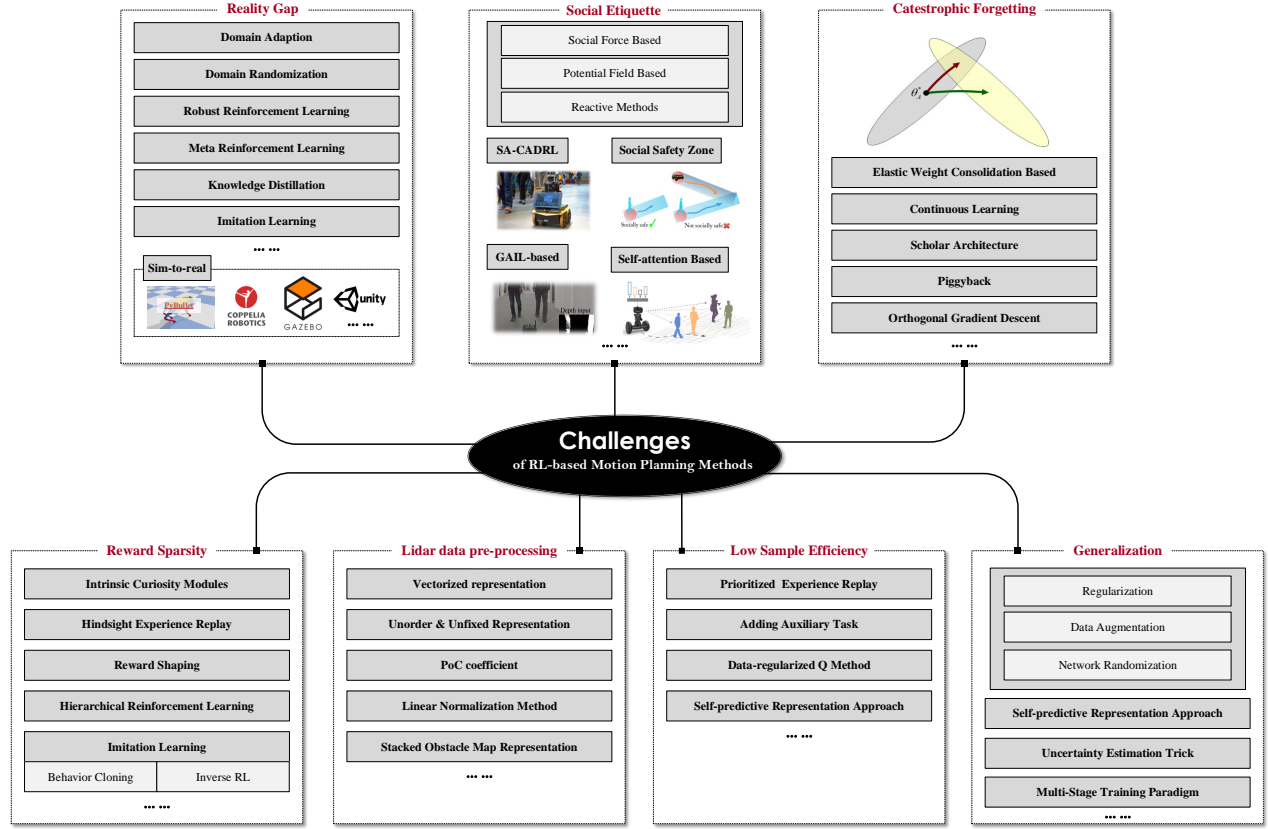 Reality Gap
Domain Adaption
Domain Randomization
Robust Reinforcement Learning
Meta Reinforcement Learning
Knowledge Distillation
Imitation Learning
... ...
Sim-to-real
PyBullet
COPPELIA
ROBOTICS
GAZEBO
unity
... ...
Social Etiquette
Social Force Based
Potential Field Based
Reactive Methods
SA-CADRL
Social Safety Zone
Socially safe ✓
Not socially safe ✖
GAIL-based
Self-attention Based
Depth input
... ...
Catestrophic Forgetting
θ*A
Elastic Weight Consolidation Based
Continuous Learning
Scholar Architecture
Piggyback
Orthogonal Gradient Descent
... ...
Challenges
of RL-based Motion Planning Methods
Reward Sparsity
Intrinsic Curiosity Modules
Hindsight Experience Replay
Reward Shaping
Hierarchical Reinforcement Learning
Imitation Learning
Behavior Cloning
Inverse RL
... ...
Lidar data pre-processing
Vectorized representation
Unorder & Unfixed Representation
PoC coefficient
Linear Normalization Method
Stacked Obstacle Map Representation
... ...
Low Sample Efficiency
Prioritized Experience Replay
Adding Auxiliary Task
Data-regularized Q Method
Self-predictive Representation Approach
... ...
Generalization
Regularization
Data Augmentation
Network Randomization
Self-predictive Representation Approach
Uncertainty Estimation Trick
Multi-Stage Training Paradigm
... ...